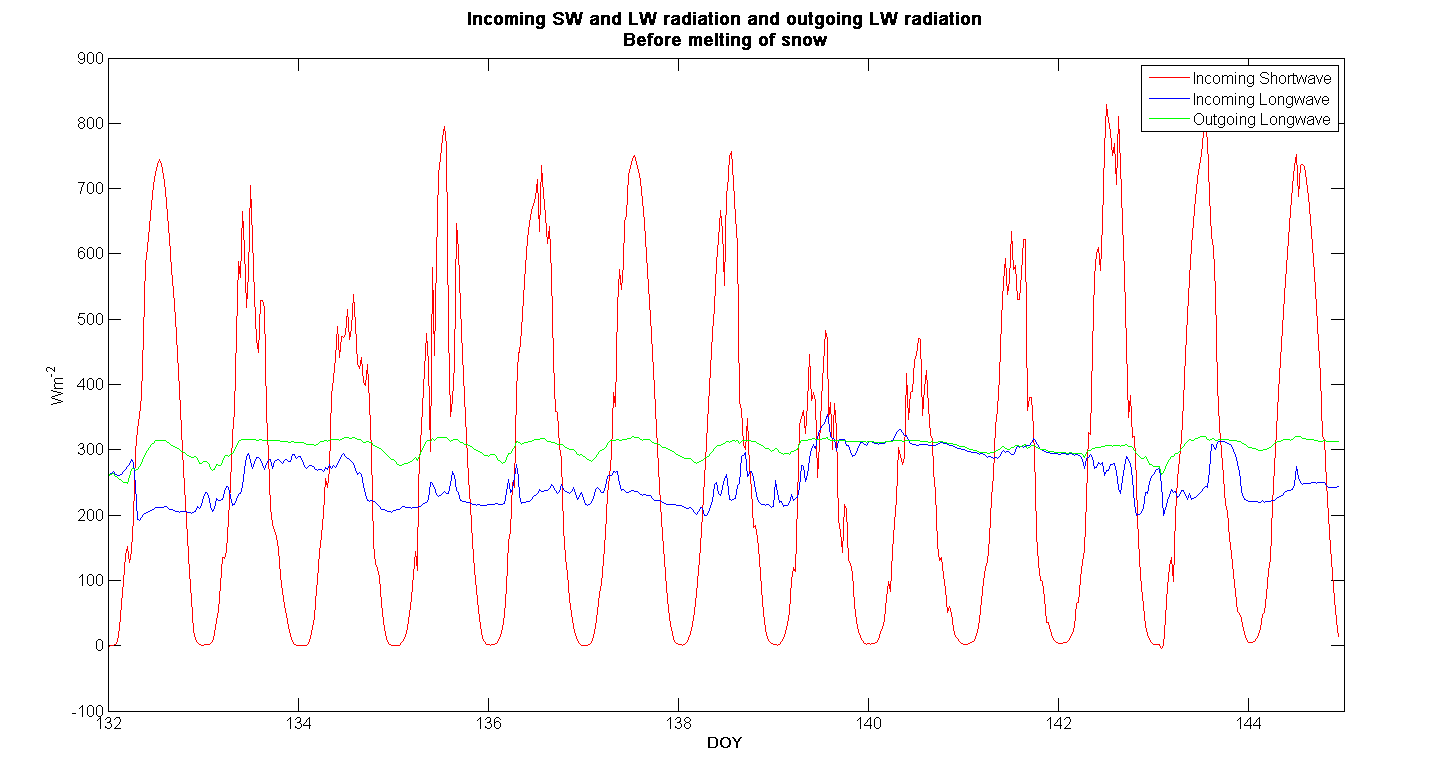 Incoming SW and LW radiation and outgoing LW radiation
Before melting of snow
900
800
700
600
500
400
300
200
100
0
-100
Wm-2
Incoming Shortwave
Incoming Longwave
Outgoing Longwave
132
134
136
138
140
142
144
DOY